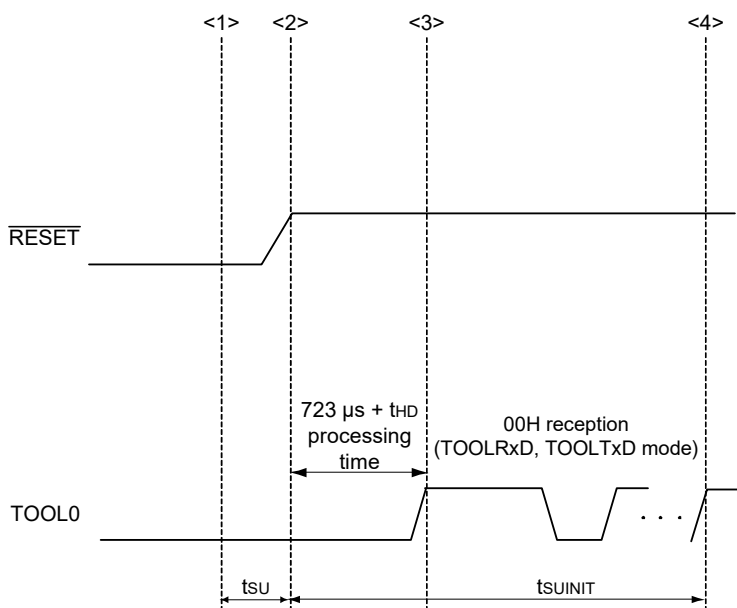 <1> <2> <3> <4>
RESET
723 µs + tHD
processing
time
00H reception
(TOOLRxD, TOOLTxD mode)
TOOL0
. . .
tSU tSUINIT